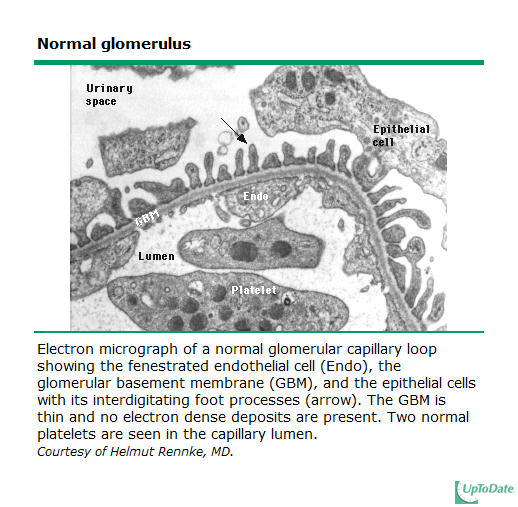 Normal glomerulus
Urinary
space
Epithelial
cell
Endo
GBM
Lumen
Platelet
Electron micrograph of a normal glomerular capillary loop
showing the fenestrated endothelial cell (Endo), the
glomerular basement membrane (GBM), and the epithelial cells
with its interdigitating foot processes (arrow). The GBM is
thin and no electron dense deposits are present. Two normal
platelets are seen in the capillary lumen.
Courtesy of Helmut Rennke, MD.
UpToDate